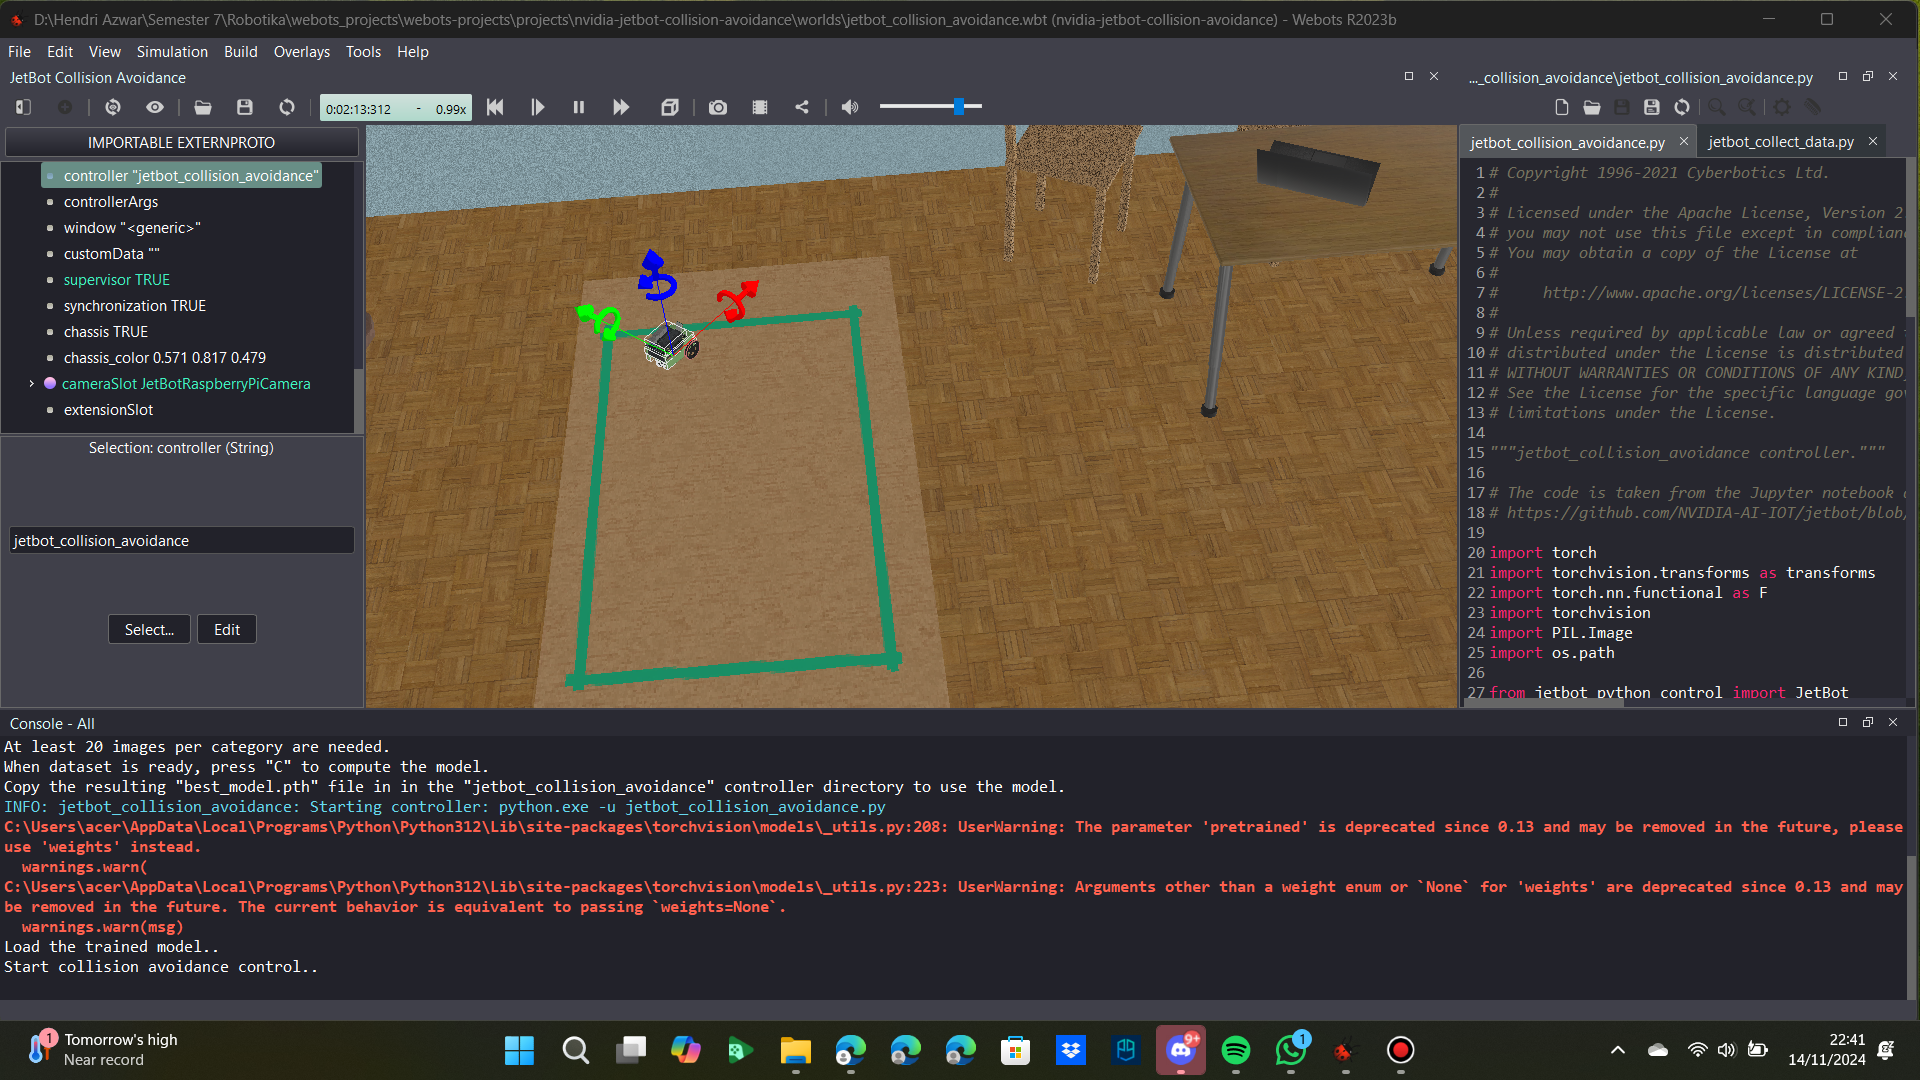 D:\Hendri Azwar\Semester 7\Robotika\webots_projects\webots-projects\projects\nvidia-jetbot-collision-avoidance\worlds\jetbot_collision_avoidance.wbt (nvidia-jetbot-collision-avoidance) - Webots R2023b
File Edit View Simulation Build Overlays Tools Help
JetBot Collision Avoidance
0:02:13:312 - 0.99x
IMPORTABLE EXTERNPROTO
controller "jetbot_collision_avoidance"
controllerArgs
window "<generic>"
customData ""
supervisor TRUE
synchronization TRUE
chassis TRUE
chassis_color 0.571 0.817 0.479
cameraSlot JetBotRaspberryPiCamera
extensionSlot
Selection: controller (String)
jetbot_collision_avoidance
Select... Edit
..._collision_avoidance\jetbot_collision_avoidance.py
jetbot_collision_avoidance.py jetbot_collect_data.py
1 # Copyright 1996-2021 Cyberbotics Ltd.
2 #
3 # Licensed under the Apache License, Version 2
4 # you may not use this file except in complian
5 # You may obtain a copy of the License at
6 #
7 # http://www.apache.org/licenses/LICENSE-2
8 #
9 # Unless required by applicable law or agreed
10 # distributed under the License is distributed
11 # WITHOUT WARRANTIES OR CONDITIONS OF ANY KIND,
12 # See the License for the specific language gov
13 # limitations under the License.
14
15 """jetbot_collision_avoidance controller."""
16
17 # The code is taken from the Jupyter notebook
18 # https://github.com/NVIDIA-AI-IOT/jetbot/blob/
19
20 import torch
21 import torchvision.transforms as transforms
22 import torch.nn.functional as F
23 import torchvision
24 import PIL.Image
25 import os.path
26
27 from jetbot_python_control import JetBot
Console - All
At least 20 images per category are needed.
When dataset is ready, press "C" to compute the model.
Copy the resulting "best_model.pth" file in in the "jetbot_collision_avoidance" controller directory to use the model.
INFO: jetbot_collision_avoidance: Starting controller: python.exe -u jetbot_collision_avoidance.py
C:\Users\acer\AppData\Local\Programs\Python\Python312\Lib\site-packages\torchvision\models\_utils.py:208: UserWarning: The parameter 'pretrained' is deprecated since 0.13 and may be removed in the future, please
use 'weights' instead.
warnings.warn(
C:\Users\acer\AppData\Local\Programs\Python\Python312\Lib\site-packages\torchvision\models\_utils.py:223: UserWarning: Arguments other than a weight enum or `None` for 'weights' are deprecated since 0.13 and may
be removed in the future. The current behavior is equivalent to passing `weights=None`.
warnings.warn(msg)
Load the trained model..
Start collision avoidance control..
1
Tomorrow's high
Near record
9+
1
22:41
14/11/2024